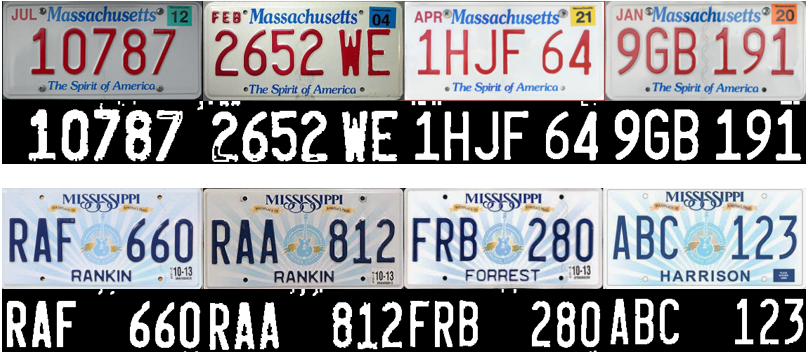 JUL Massachusetts 12
10787
The Spirit of America
FEB Massachusetts 04
2652 WE
The Spirit of America
APR Massachusetts 21
1HJF 64
The Spirit of America
JAN Massachusetts 20
9GB 191
The Spirit of America
10787
2652 WE
1HJF 64
9GB 191
MISSISSIPPI
RAF 660
RANKIN 10-13
MISSISSIPPI
RAA 812
RANKIN 10-13
MISSISSIPPI
FRB 280
FORREST 10-13
MISSISSIPPI
ABC 123
HARRISON
RAF 660
RAA 812
FRB 280
ABC 123